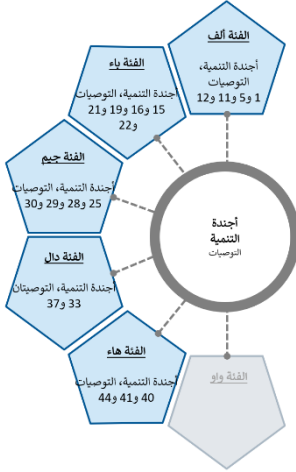 الفئة ألف
أجندة التنمية،
التوصيات
1 و5 و11 و12
الفئة باء
أجندة التنمية، التوصيات
15 و16 و19 و21
و22
الفئة جيم
أجندة التنمية، التوصيات
25 و28 و29 و30
الفئة دال
أجندة التنمية، التوصيتان
33 و37
الفئة هاء
أجندة التنمية، التوصيات
40 و41 و44
الفئة واو
أجندة
التنمية
التوصيات